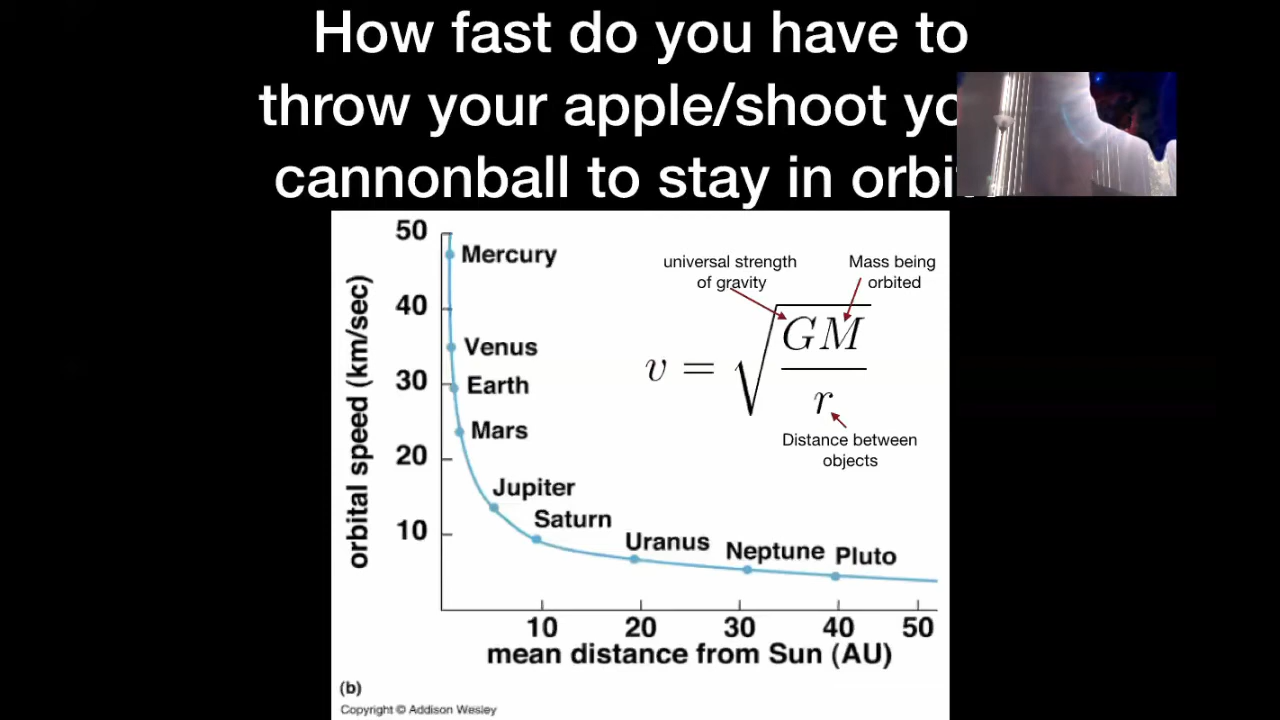 How fast do you have to
throw your apple/shoot
cannonball to stay in
50
40
30
20
10
orbital speed (km/sec)
Mercury
Venus
Earth
Mars
Jupiter
Saturn
Uranus
Neptune
Pluto
universal strength
of gravity
Mass being
orbited
v = √(GM/r)
Distance between
objects
10 20 30 40 50
mean distance from Sun (AU)
(b)
Copyright © Addison Wesley